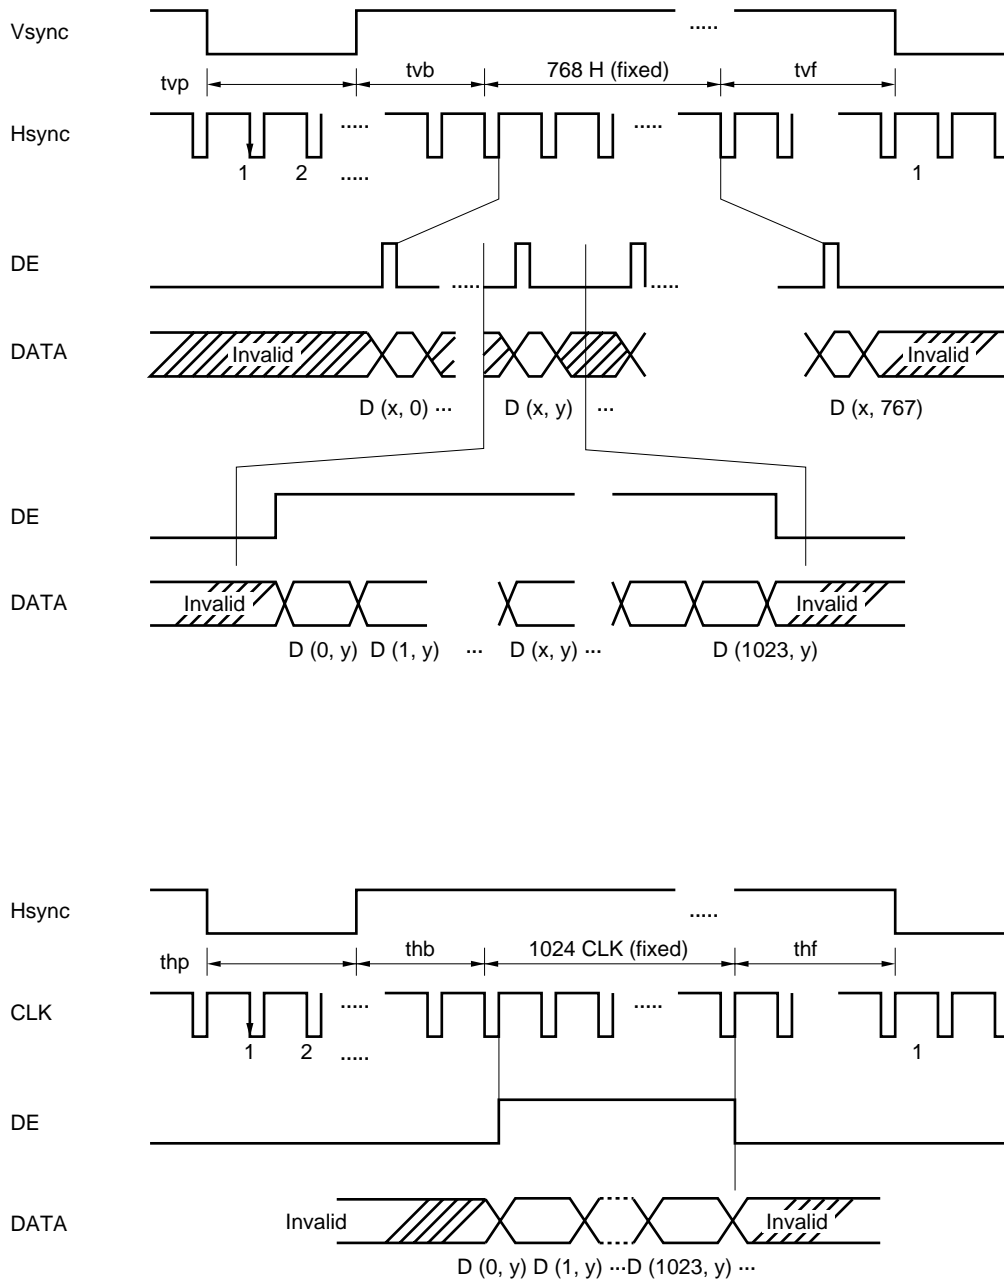 Vsync
.....
tvp tvb 768 H (fixed) tvf
Hsync
..... .....
1 2 ..... 1
DE
..... .....
DATA
Invalid Invalid
D (x, 0) ... D (x, y) ... D (x, 767)
DE
DATA
Invalid Invalid
D (0, y) D (1, y) ... D (x, y) ... D (1023, y)
Hsync
.....
thp thb 1024 CLK (fixed) thf
CLK
..... .....
1 2 ..... 1
DE
DATA
Invalid Invalid
D (0, y) D (1, y) ...D (1023, y) ...